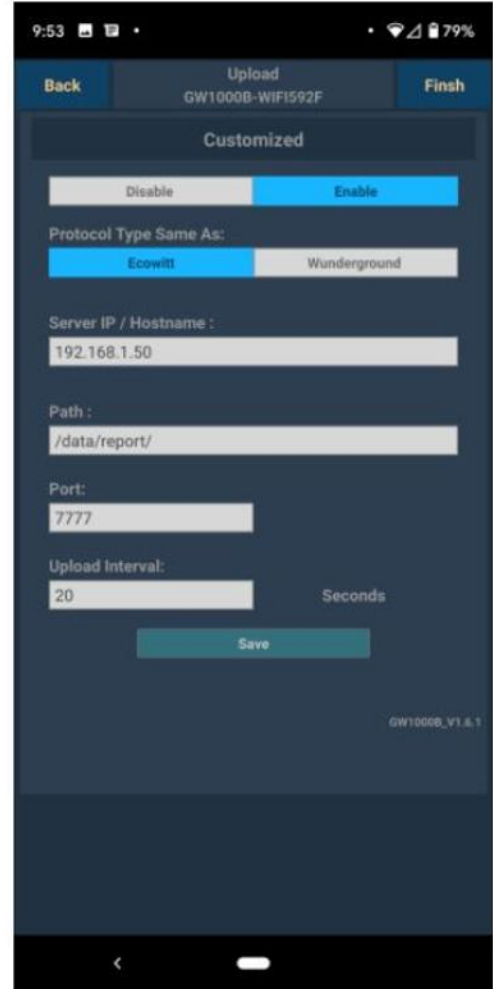 9:53 79%
Back Upload Finsh
GW1000B-WIFI592F
Customized
Disable Enable
Protocol Type Same As:
Ecowitt Wunderground
Server IP / Hostname :
192.168.1.50
Path :
/data/report/
Port:
7777
Upload Interval:
20 Seconds
Save
GW1000B_V1.6.1